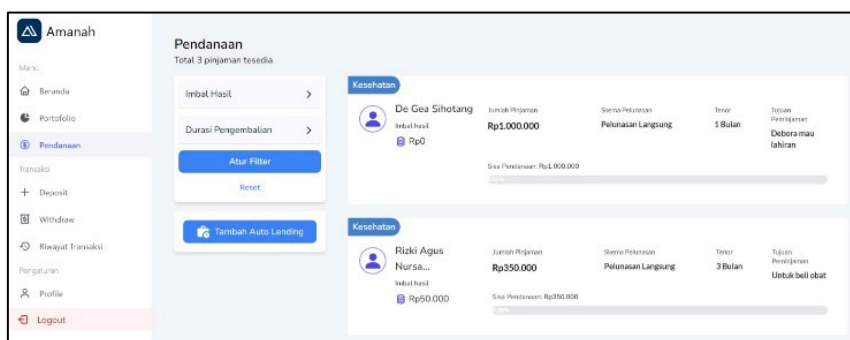 Amanah
Menu
Beranda
Portofolio
Pendanaan
Transaksi
Deposit
Withdraw
Riwayat Transaksi
Pengaturan
Profile
Logout
Pendanaan
Total 3 pinjaman tesedia
Imbal Hasil
Durasi Pengembalian
Atur Filter
Reset
Tambah Auto Lending
Kesehatan
De Gea Sihotang
Imbal hasil
Rp0
Jumlah Pinjaman
Rp1.000.000
Skema Pelunasan
Pelunasan Langsung
Tenor
1 Bulan
Tujuan
Peminjaman
Debora mau
lahiran
Sisa Pendanaan: Rp1.000.000
Kesehatan
Rizki Agus
Nursa...
Imbal hasil
Rp50.000
Jumlah Pinjaman
Rp350.000
Skema Pelunasan
Pelunasan Langsung
Tenor
3 Bulan
Tujuan
Peminjaman
Untuk beli obat
Sisa Pendanaan: Rp350.000